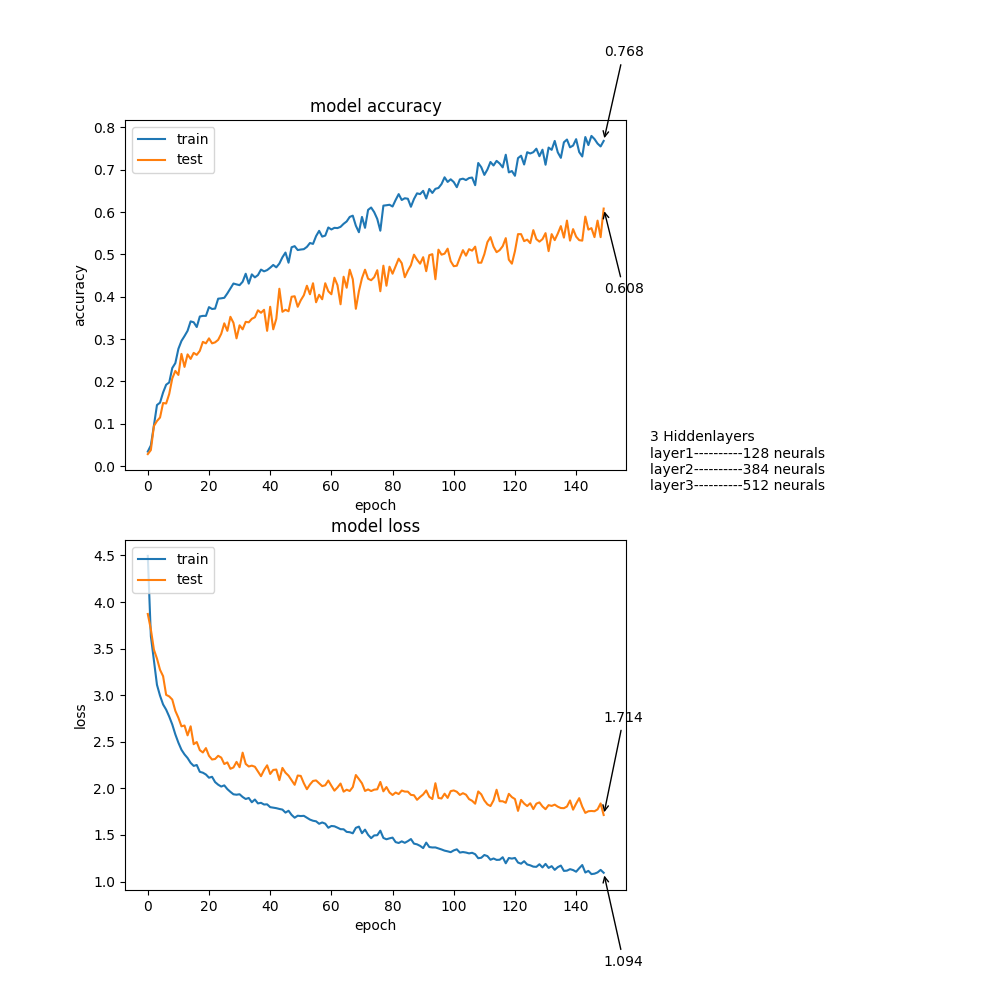 0.768
model accuracy
train
test
0.8
0.7
0.6
0.5
0.4
0.3
0.2
0.1
0.0
accuracy
0.608
0 20 40 60 80 100 120 140
epoch
3 Hiddenlayers
layer1----------128 neurals
layer2----------384 neurals
layer3----------512 neurals
model loss
train
test
4.5
4.0
3.5
3.0
2.5
2.0
1.5
1.0
loss
1.714
0 20 40 60 80 100 120 140
epoch
1.094